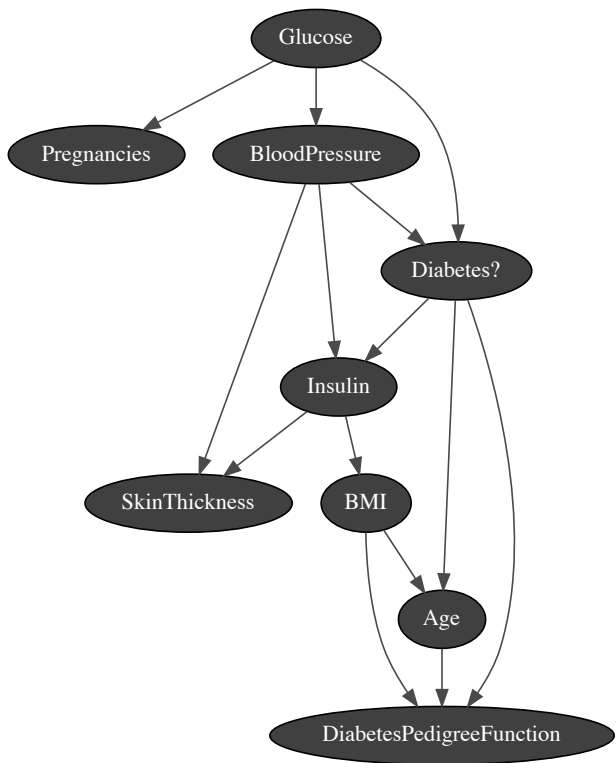 Glucose
Pregnancies
BloodPressure
Diabetes?
Insulin
SkinThickness
BMI
Age
DiabetesPedigreeFunction